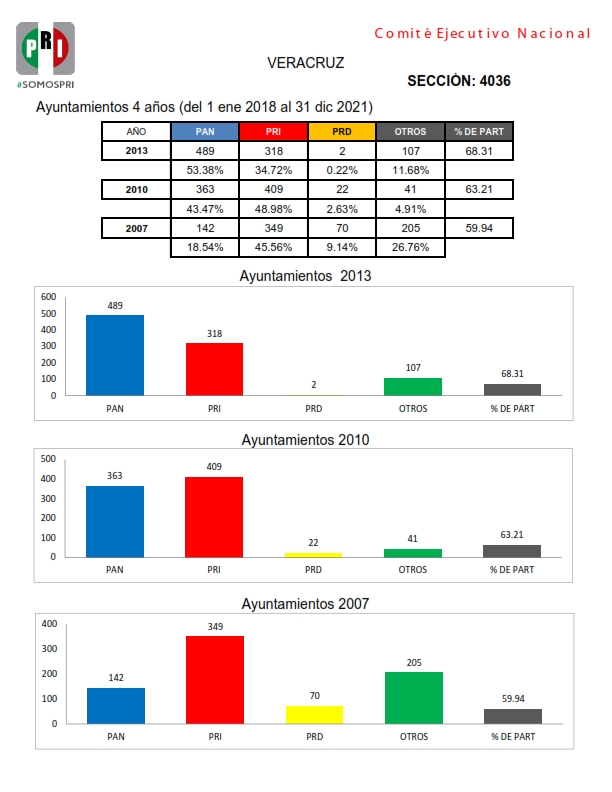 Comité Ejecutivo Nacional
PRI
#SOMOSPRI
VERACRUZ
SECCIÓN: 4036
Ayuntamientos 4 años (del 1 ene 2018 al 31 dic 2021)
AÑO PAN PRI PRD OTROS % DE PART
2013 489 318 2 107 68.31
53.38% 34.72% 0.22% 11.68%
2010 363 409 22 41 63.21
43.47% 48.98% 2.63% 4.91%
2007 142 349 70 205 59.94
18.54% 45.56% 9.14% 26.76%
Ayuntamientos 2013
600
500
400
300
200
100
0
489 318 2 107 68.31
PAN PRI PRD OTROS % DE PART
Ayuntamientos 2010
500
400
300
200
100
0
363 409 22 41 63.21
PAN PRI PRD OTROS % DE PART
Ayuntamientos 2007
400
300
200
100
0
142 349 70 205 59.94
PAN PRI PRD OTROS % DE PART